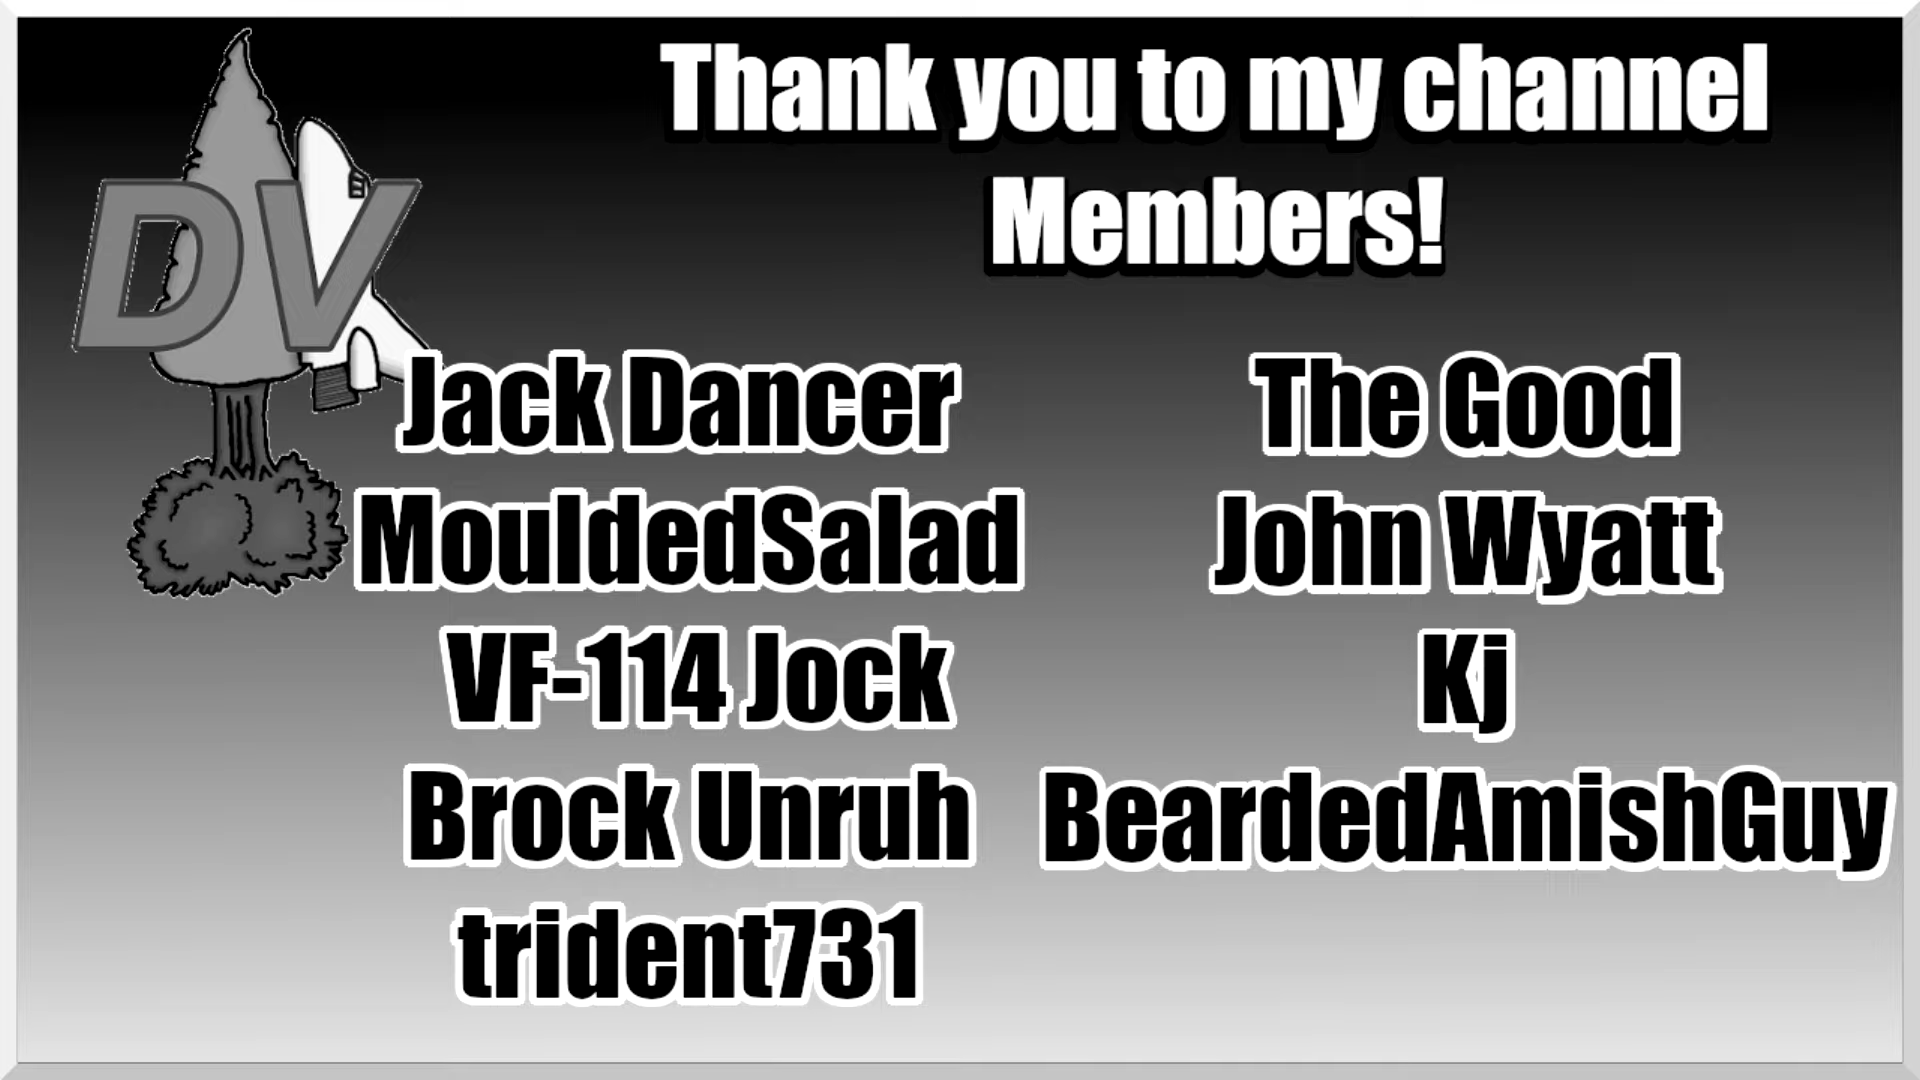 Thank you to my channel
Members!
DV
Jack Dancer
MouldedSalad
VF-114 Jock
Brock Unruh
trident731
The Good
John Wyatt
Kj
BeardedAmishGuy